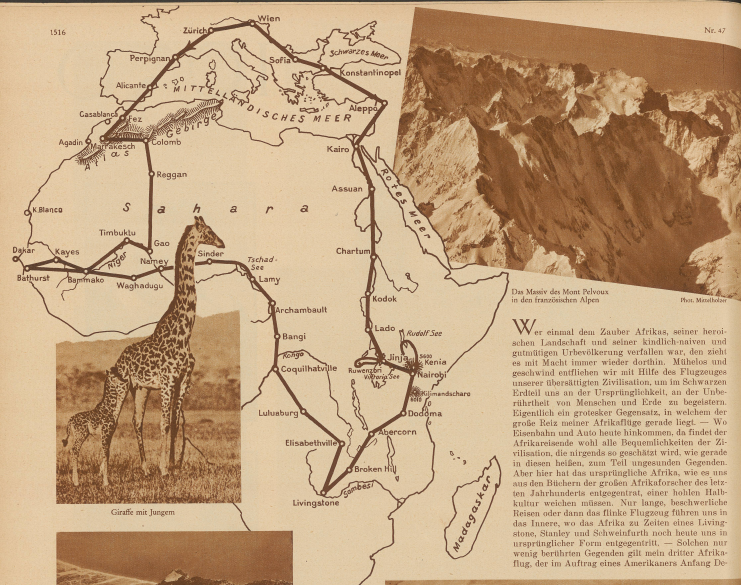 1516
Nr. 47
Wien
Zürich
Schwarzes Meer
Perpignan
Sofia
Konstantinopel
Alicante
MITTELLÄNDISCHES MEER
Aleppo
Casablanca
Fez
Gebirge
Agadin
Marrakesch
Colomb
Kairo
Atlas
Reggan
Assuan
Rotes Meer
K.Blanca
Sahara
Timbuktu
Gao
Dakar
Kayes
Niger
Niamey
Sinder
Tschad-
See
Chartum
Bathurst
Bammako
Waghadugu
Lamy
Kodok
Archambault
Lado
Rudolf See
Bangi
Jinja
5600
Kenia
Kongo
Ruwenzori
Victoria See
Nairobi
Coquilhatville
Kilimandscharo
6010
Luluaburg
Dodoma
Abercorn
Elisabethville
Broken Hill
Livingstone
Sambesi
Madagaskar
Giraffe mit Jungem
Das Massiv des Mont Pelvoux
in den französischen Alpen
Phot. Mittelholzer
Wer einmal dem Zauber Afrikas, seiner heroi-
schen Landschaft und seiner kindlich-naiven und
gutmütigen Urbevölkerung verfallen war, den zieht
es mit Macht immer wieder dorthin. Mühelos und
geschwind entfliehen wir mit Hilfe des Flugzeuges
unserer übersättigten Zivilisation, um im Schwarzen
Erdteil uns an der Ursprünglichkeit, an der Unbe-
rührtheit von Menschen und Erde zu begeistern.
Eigentlich ein grotesker Gegensatz, in welchem der
große Reiz meiner Afrikaflüge gerade liegt. — Wo
Eisenbahn und Auto heute hinkommen, da findet der
Afrikareisende wohl alle Bequemlichkeiten der Zi-
vilisation, die nirgends so geschätzt wird, wie gerade
in diesen heißen, zum Teil ungesunden Gegenden.
Aber hier hat das ursprüngliche Afrika, wie es uns
aus den Büchern der großen Afrikaforscher des letz-
ten Jahrhunderts entgegentrat, einer hohlen Halb-
kultur weichen müssen. Nur lange, beschwerliche
Reisen oder dann das flinke Flugzeug führen uns in
das Innere, wo das Afrika zu Zeiten eines Living-
stone, Stanley und Schweinfurth noch heute uns in
ursprünglicher Form entgegentritt. — Solchen nur
wenig berührten Gegenden gilt mein dritter Afrika-
flug, der im Auftrag eines Amerikaners Anfang De-